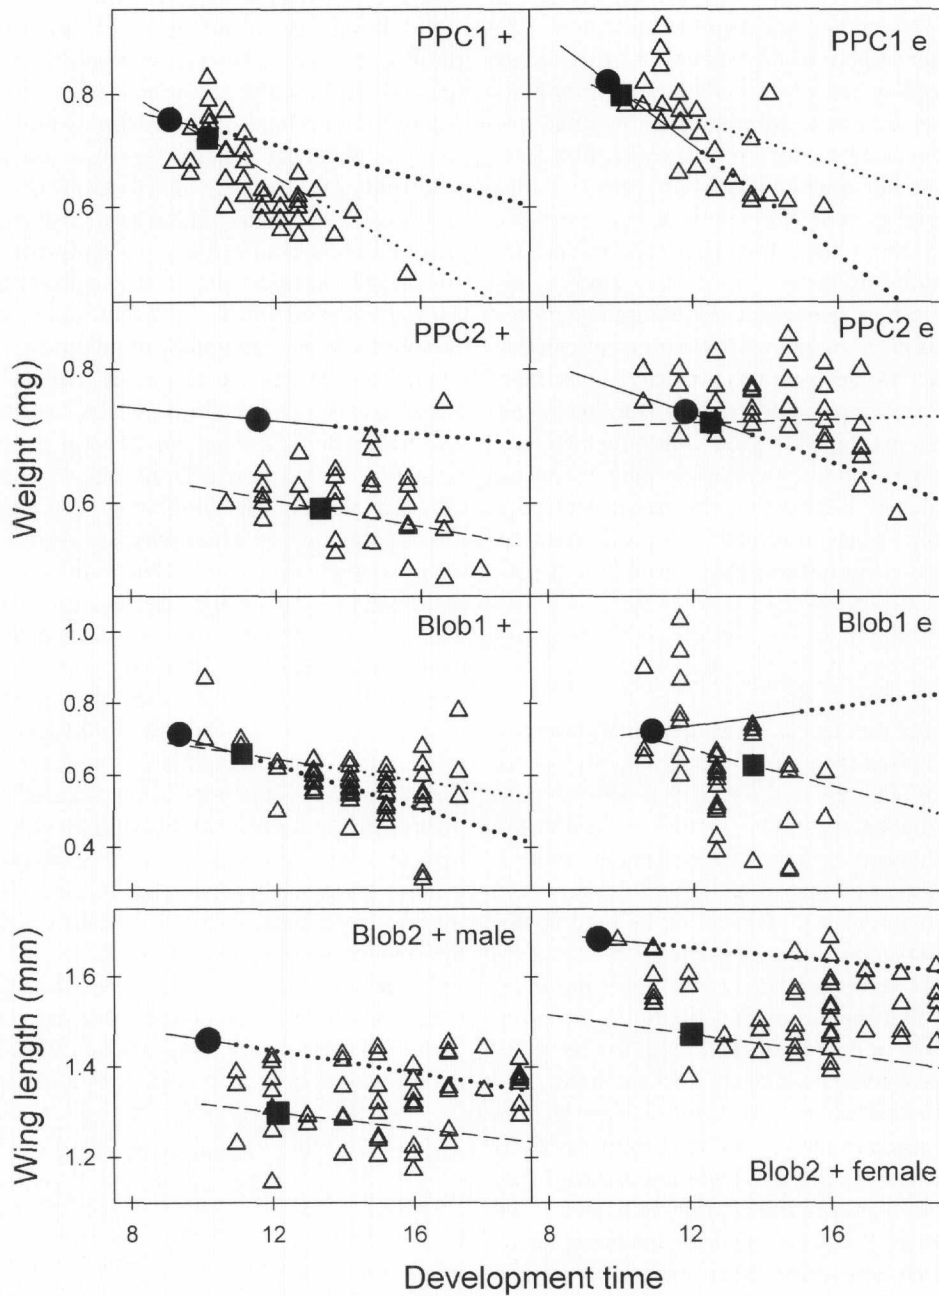 PPC1 +
PPC1 e
0.8
0.6
PPC2 +
PPC2 e
0.8
0.6
Weight (mg)
Blob1 +
Blob1 e
1.0
0.8
0.6
0.4
Blob2 + male
1.6
1.4
1.2
Wing length (mm)
Blob2 + female
8 12 16 8 12 16
Development time